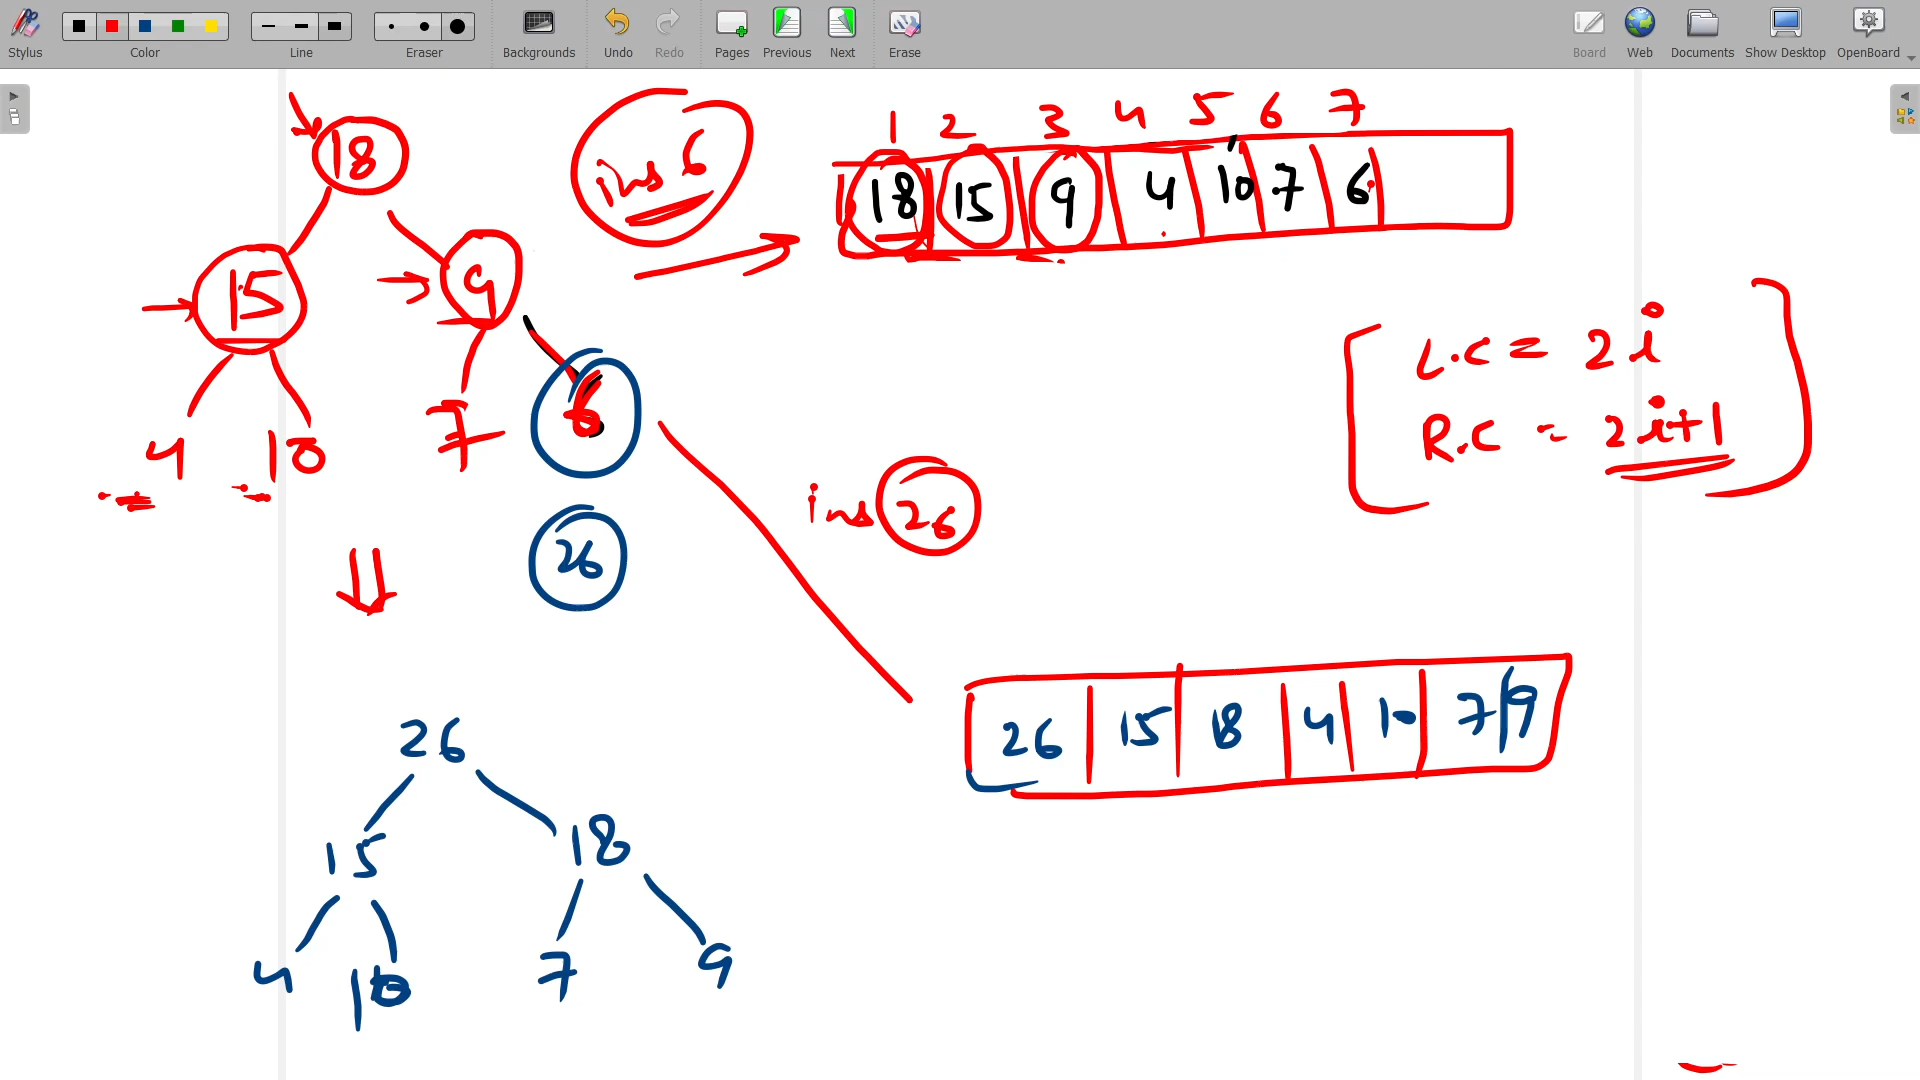 Stylus
Color
Line
Eraser
Backgrounds
Undo
Redo
Pages
Previous
Next
Erase
Board
Web
Documents
Show Desktop
OpenBoard
1 2 3 4 5 6 7
18 15 9 4 10 7 6
ins 6
18
15 9
4 10 7 6
L.C = 2i
R.C = 2i+1
ins 26
26
26 15 18 4 10 7 9
26
15 18
4 10 7 9